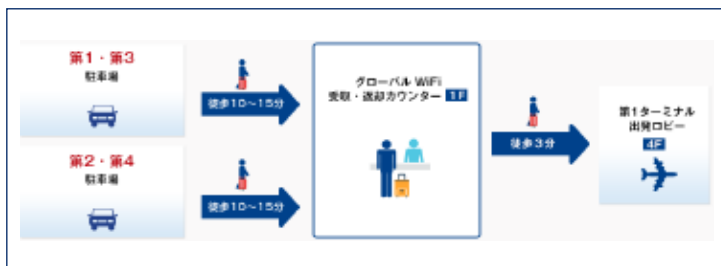 第1・第3
駐車場
徒歩10～15分
第2・第4
駐車場
徒歩10～15分
グローバル WiFi
受取・返却カウンター 1F
徒歩3分
第1ターミナル
出発ロビー
4F